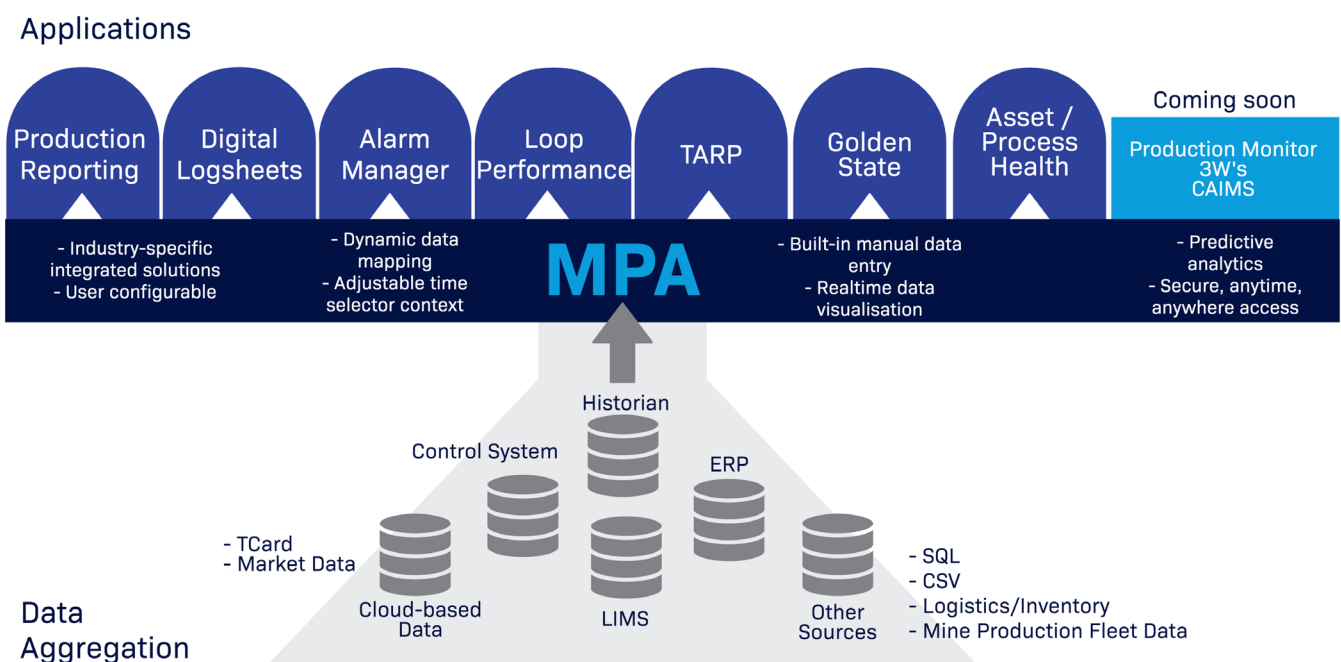 Applications
Production
Reporting
Digital
Logsheets
Alarm
Manager
Loop
Performance
TARP
Golden
State
Asset /
Process
Health
Coming soon
Production Monitor
3W's
CAIMS
- Industry-specific
integrated solutions
- User configurable
- Dynamic data
mapping
- Adjustable time
selector context
MPA
- Built-in manual data
entry
- Realtime data
visualisation
- Predictive
analytics
- Secure, anytime,
anywhere access
Historian
Control System
ERP
- TCard
- Market Data
Cloud-based
Data
LIMS
Other
Sources
- SQL
- CSV
- Logistics/Inventory
- Mine Production Fleet Data
Data
Aggregation